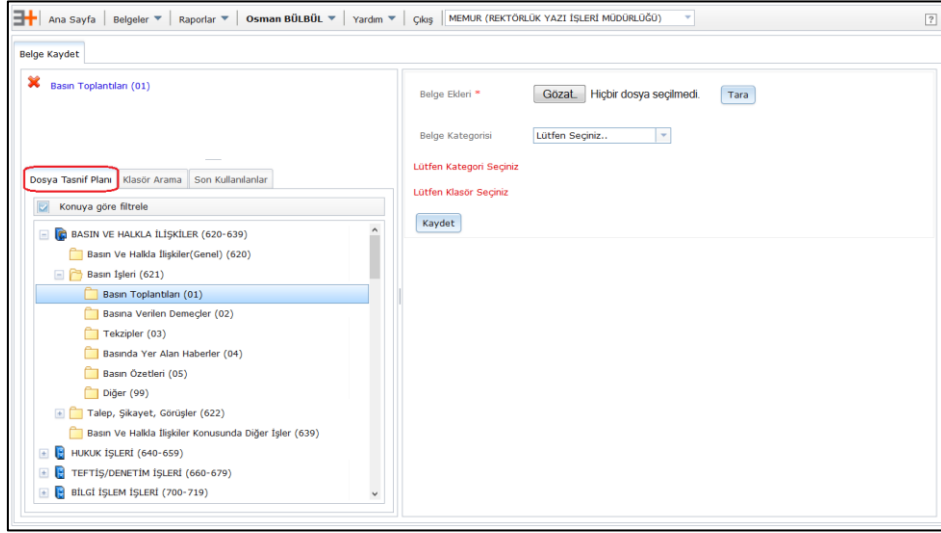 Ana Sayfa Belgeler Raporlar Osman BÜLBÜL Yardım Çıkış MEMUR (REKTÖRLÜK YAZI İŞLERİ MÜDÜRLÜĞÜ) ?
Belge Kaydet
Basın Toplantıları (01)
Dosya Tasnif Planı Klasör Arama Son Kullanılanlar
Konuya göre filtrele
BASIN VE HALKLA İLİŞKİLER (620-639)
Basın Ve Halkla İlişkiler(Genel) (620)
Basın İşleri (621)
Basın Toplantıları (01)
Basına Verilen Demeçler (02)
Tekzipler (03)
Basında Yer Alan Haberler (04)
Basın Özetleri (05)
Diğer (99)
Talep, Şikayet, Görüşler (622)
Basın Ve Halkla İlişkiler Konusunda Diğer İşler (639)
HUKUK İŞLERİ (640-659)
TEFTİŞ/DENETİM İŞLERİ (660-679)
BİLGİ İŞLEM İŞLERİ (700-719)
Belge Ekleri * Gözat.. Hiçbir dosya seçilmedi. Tara
Belge Kategorisi Lütfen Seçiniz..
Lütfen Kategori Seçiniz
Lütfen Klasör Seçiniz
Kaydet